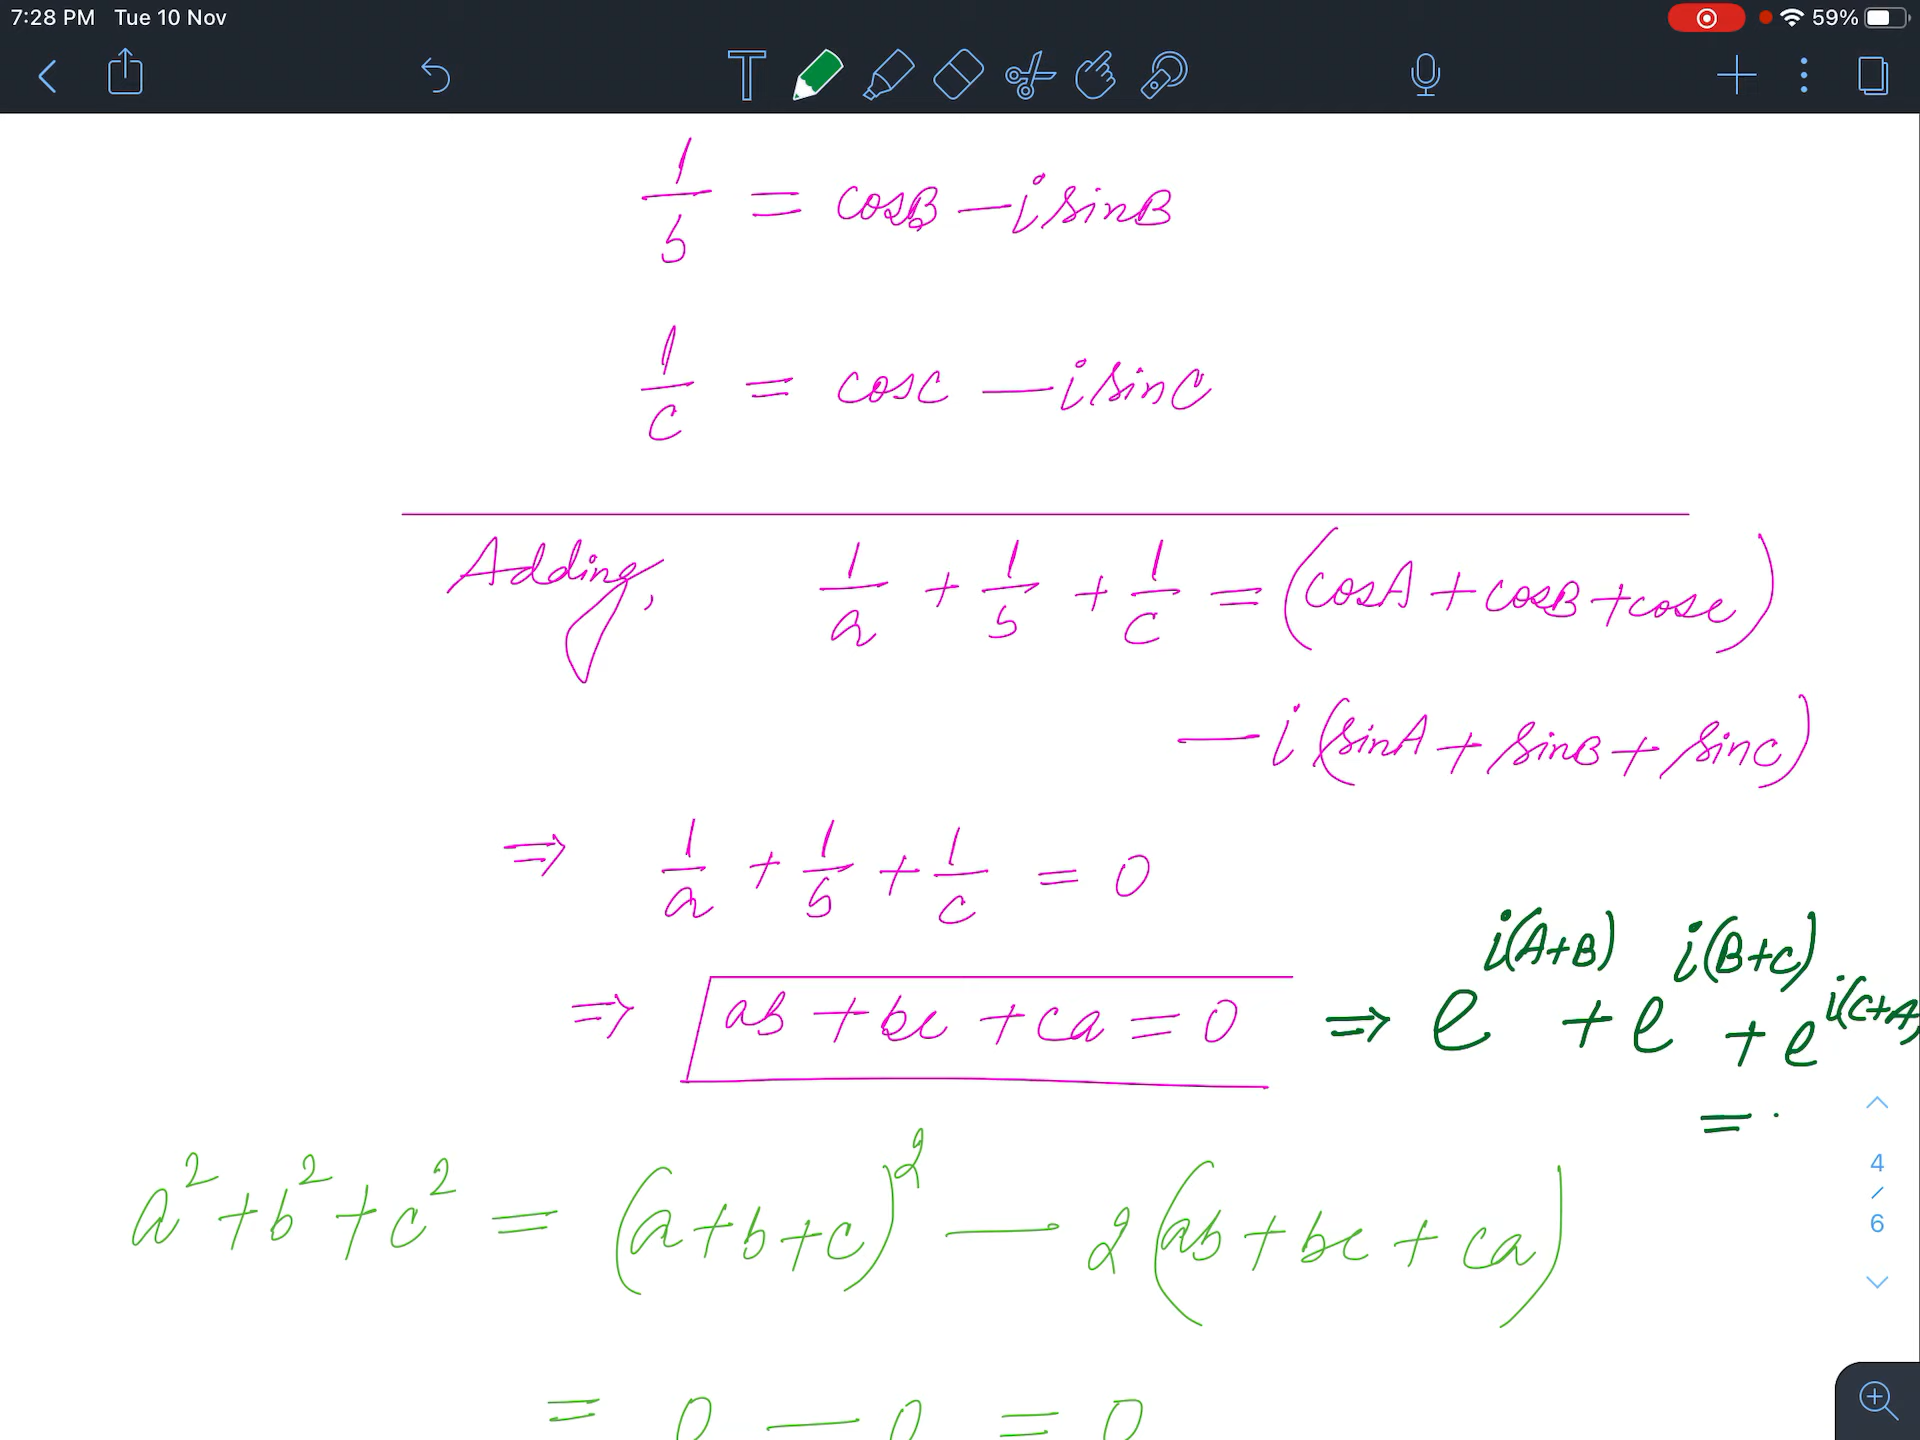 7:28 PM Tue 10 Nov 59%
T
1/b = cosB - i sinB
1/c = cosC - i sinC
Adding, 1/a + 1/b + 1/c = (cosA + cosB + cosC)
- i (sinA + sinB + sinC)
⇒ 1/a + 1/b + 1/c = 0
⇒ ab + bc + ca = 0 ⇒ e^i(A+B) + e^i(B+C) + e^i(C+A)
= ·
4
/
6
a² + b² + c² = (a+b+c)² - 2(ab + bc + ca)
= 0 - 0 = 0